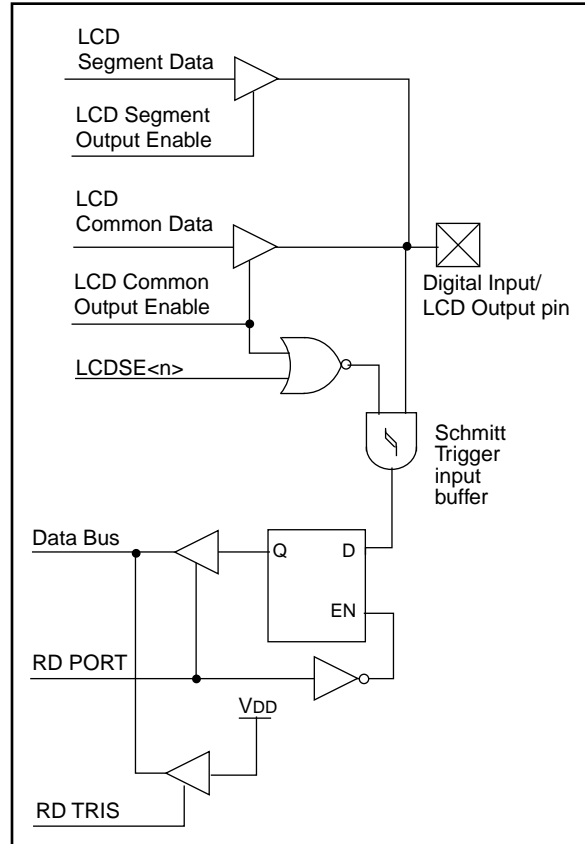 LCD
Segment Data
LCD Segment
Output Enable
LCD
Common Data
LCD Common
Output Enable
Digital Input/
LCD Output pin
LCDSE<n>
Schmitt
Trigger
input
buffer
Data Bus
Q
D
EN
RD PORT
VDD
RD TRIS